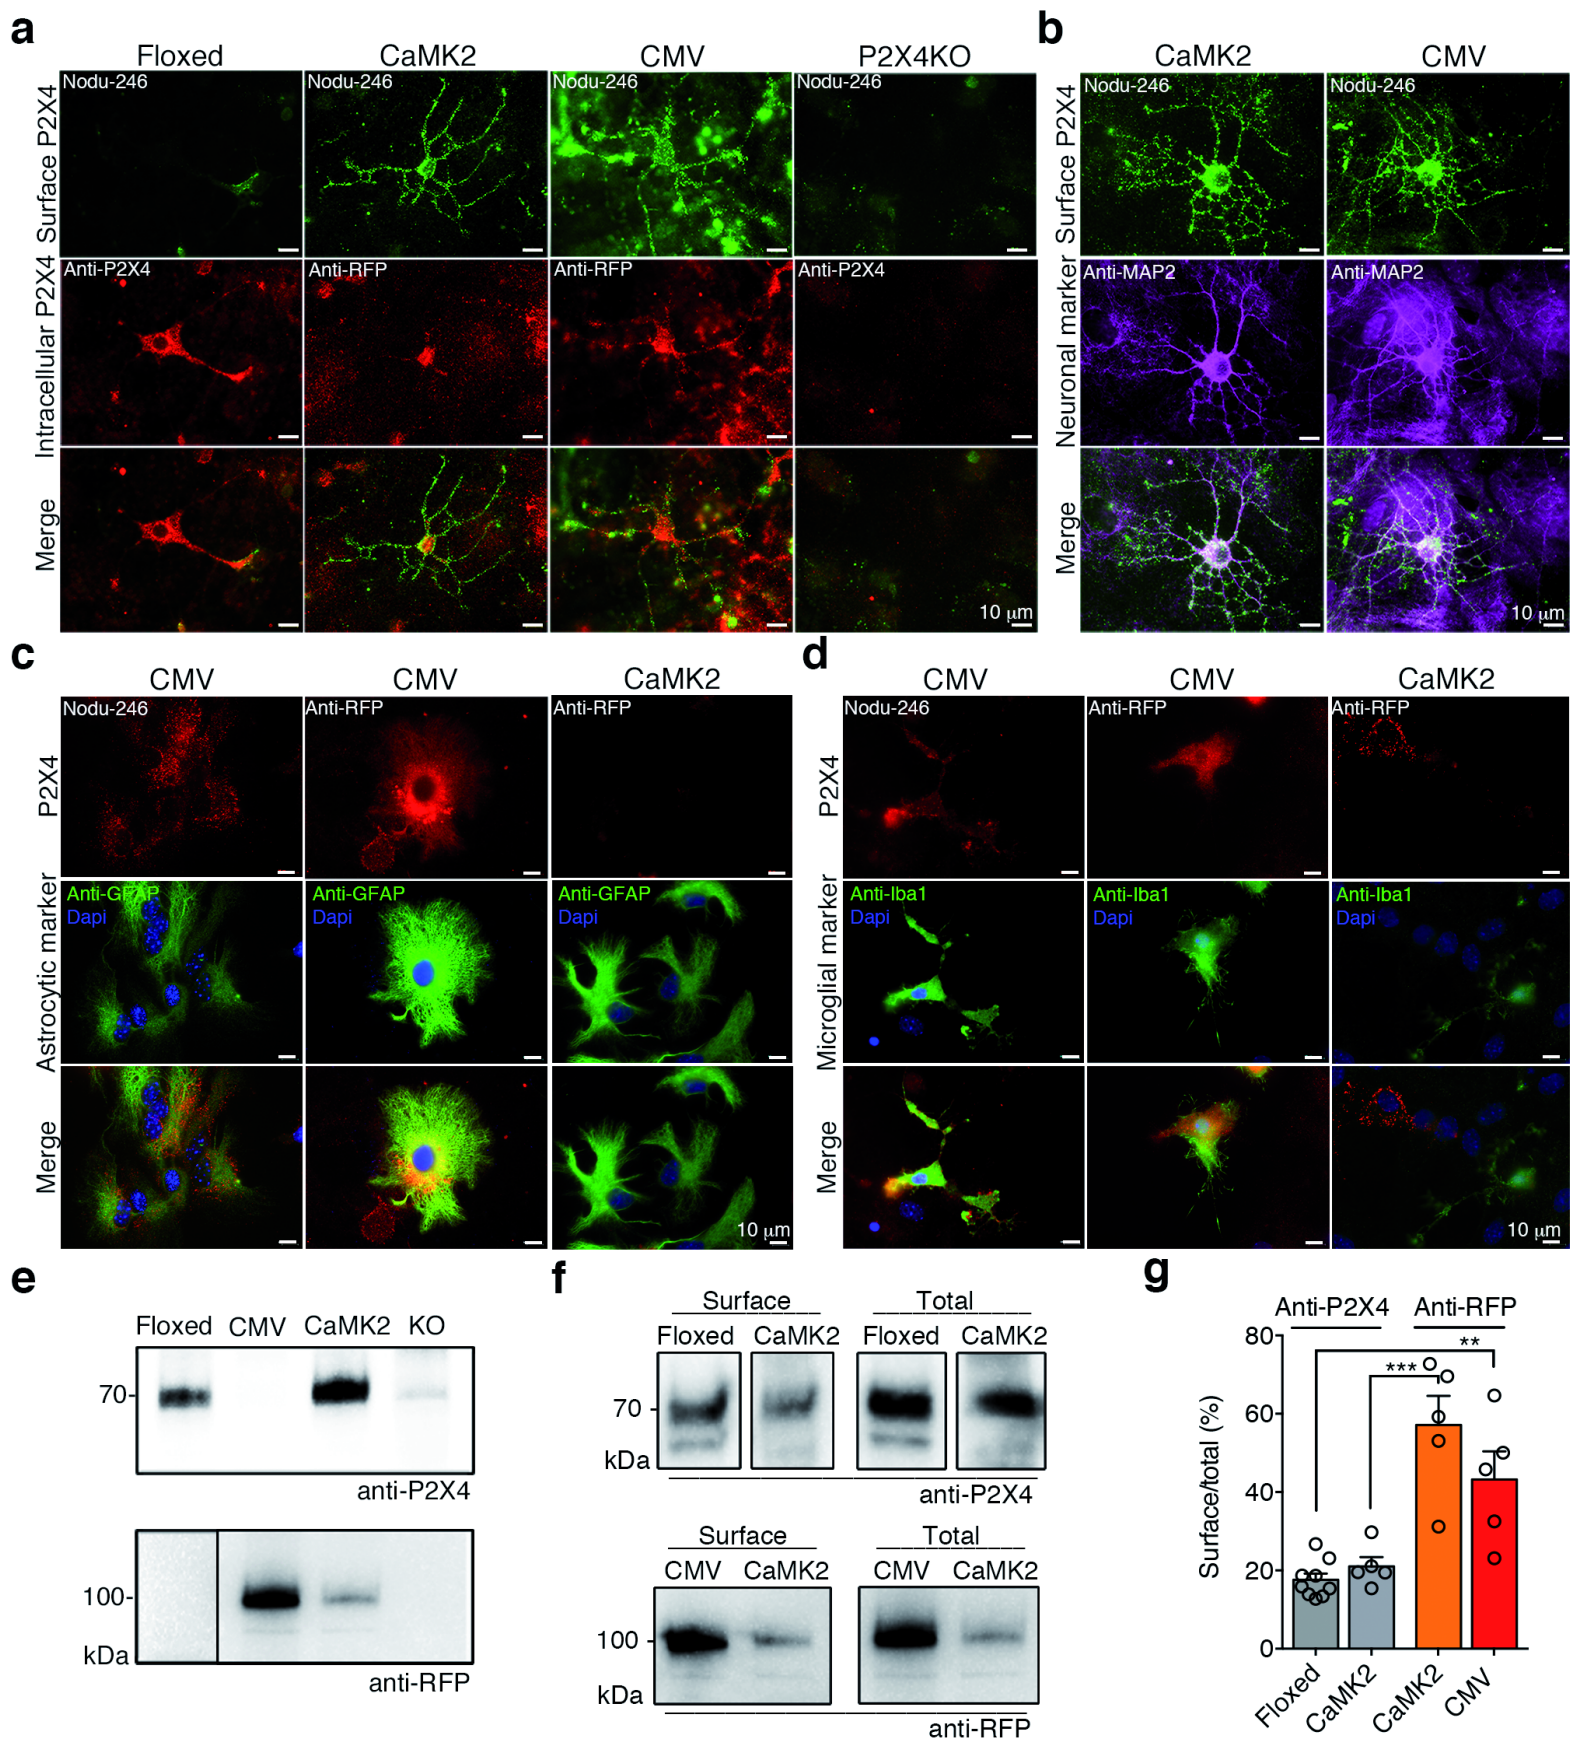 a
Floxed CaMK2 CMV P2X4KO
Surface P2X4
Nodu-246 Nodu-246 Nodu-246 Nodu-246
Intracellular P2X4
Anti-P2X4 Anti-RFP Anti-RFP Anti-P2X4
Merge
10 µm
b
CaMK2 CMV
Surface P2X4
Nodu-246 Nodu-246
Neuronal marker
Anti-MAP2 Anti-MAP2
Merge
10 µm
c
CMV CMV CaMK2
P2X4
Nodu-246 Anti-RFP Anti-RFP
Astrocytic marker
Anti-GFAP Anti-GFAP Anti-GFAP
Dapi Dapi Dapi
Merge
10 µm
d
CMV CMV CaMK2
P2X4
Nodu-246 Anti-RFP Anti-RFP
Microglial marker
Anti-Iba1 Anti-Iba1 Anti-Iba1
Dapi Dapi Dapi
Merge
10 µm
e
Floxed CMV CaMK2 KO
70-
anti-P2X4
100-
kDa
anti-RFP
f
Surface Total
Floxed CaMK2 Floxed CaMK2
70 -
kDa
anti-P2X4
Surface Total
CMV CaMK2 CMV CaMK2
100 -
kDa
anti-RFP
g
Anti-P2X4 Anti-RFP
80
60
40
20
0
Surface/total (%)
**
***
Floxed CaMK2 CaMK2 CMV